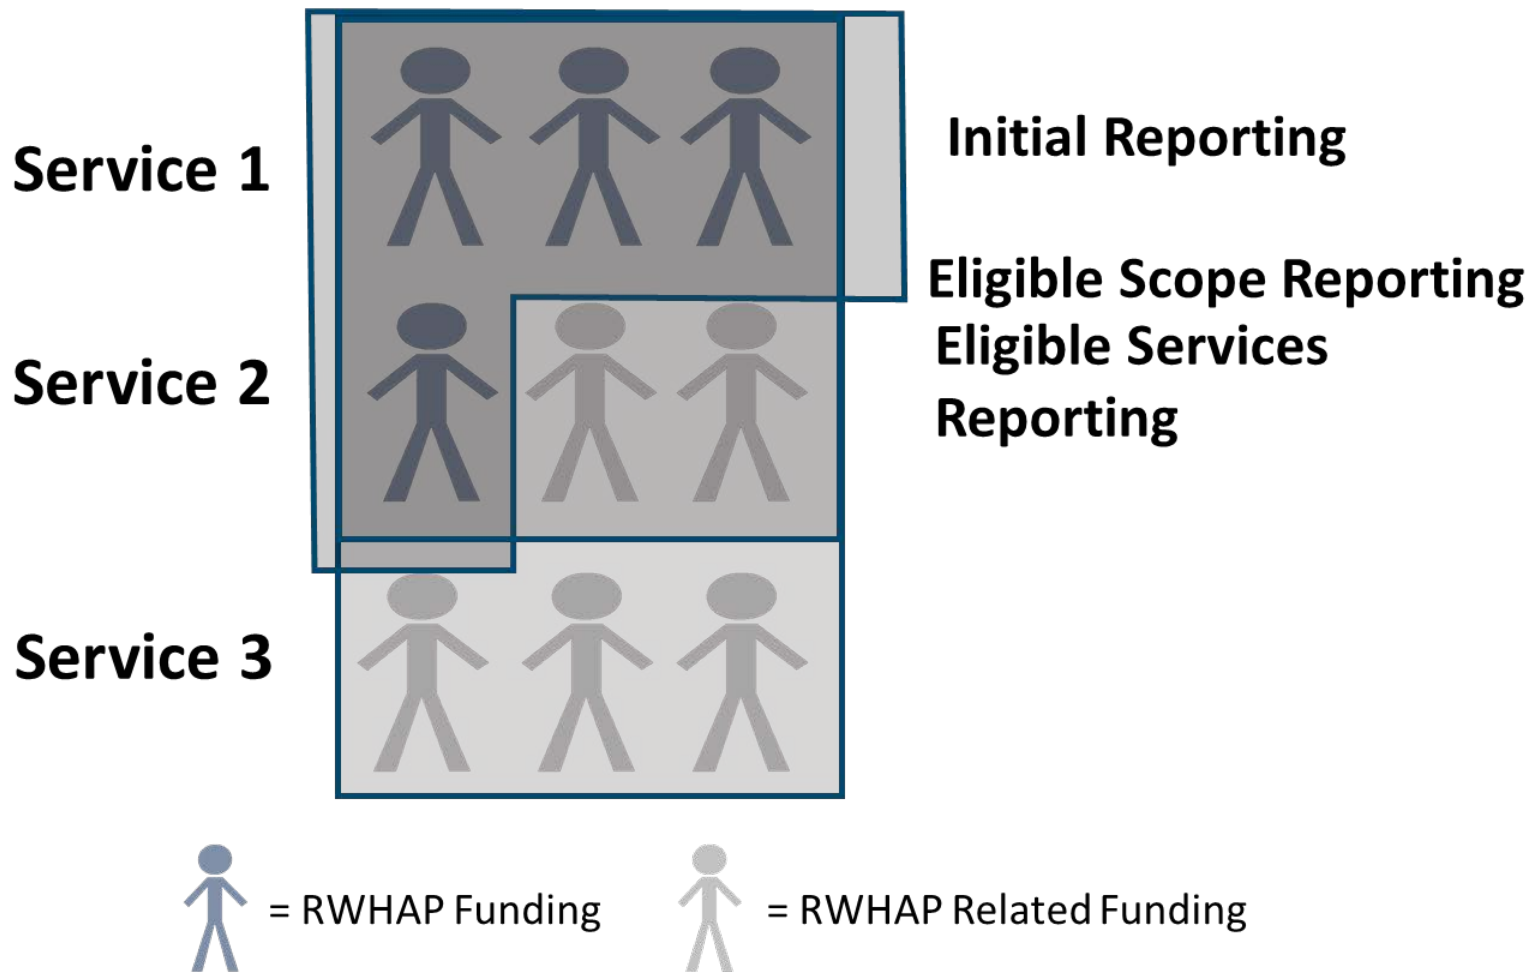 Service 1
Initial Reporting
Eligible Scope Reporting
Service 2
Eligible Services
Reporting
Service 3
= RWHAP Funding
= RWHAP Related Funding